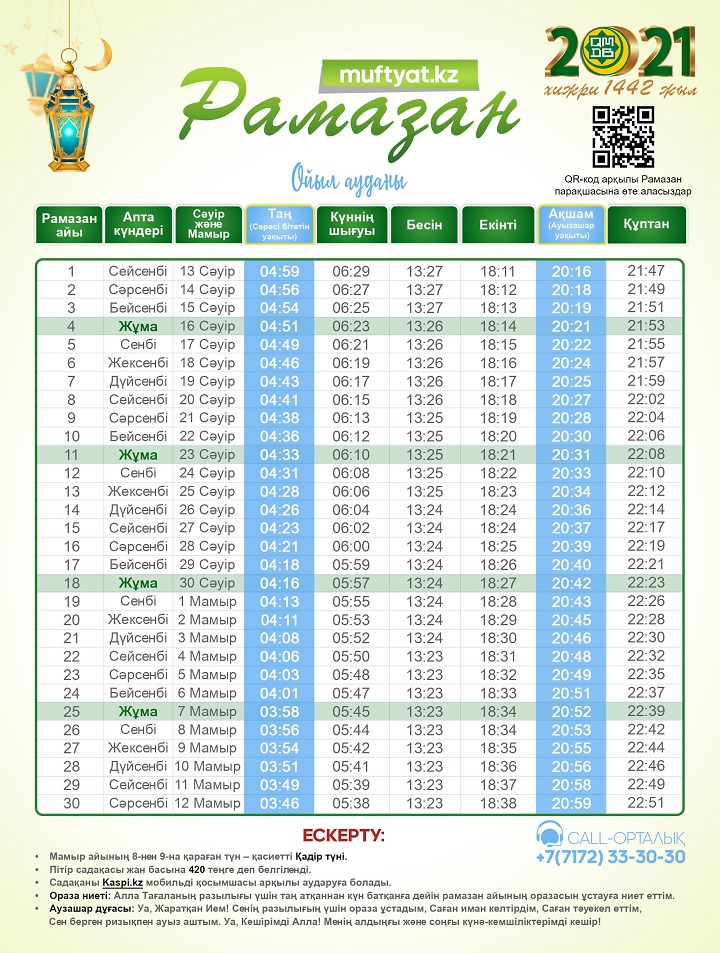 muftyat.kz
Рамазан
2021
ҚМДБ
хижри 1442 жыл
QR-код арқылы Рамазан
парақшасына өте аласыздар
Ойыл ауданы
Рамазан айы Апта күндері Сәуір және Мамыр Таң (Сәресі бітетін уақыты) Күннің шығуы Бесін Екінті Ақшам (Ауызашар уақыты) Құптан
1 Сейсенбі 13 Сәуір 04:59 06:29 13:27 18:11 20:16 21:47
2 Сәрсенбі 14 Сәуір 04:56 06:27 13:27 18:12 20:18 21:49
3 Бейсенбі 15 Сәуір 04:54 06:25 13:27 18:13 20:19 21:51
4 Жұма 16 Сәуір 04:51 06:23 13:26 18:14 20:21 21:53
5 Сенбі 17 Сәуір 04:49 06:21 13:26 18:15 20:22 21:55
6 Жексенбі 18 Сәуір 04:46 06:19 13:26 18:16 20:24 21:57
7 Дүйсенбі 19 Сәуір 04:43 06:17 13:26 18:17 20:25 21:59
8 Сейсенбі 20 Сәуір 04:41 06:15 13:26 18:18 20:27 22:02
9 Сәрсенбі 21 Сәуір 04:38 06:13 13:25 18:19 20:28 22:04
10 Бейсенбі 22 Сәуір 04:36 06:12 13:25 18:20 20:30 22:06
11 Жұма 23 Сәуір 04:33 06:10 13:25 18:21 20:31 22:08
12 Сенбі 24 Сәуір 04:31 06:08 13:25 18:22 20:33 22:10
13 Жексенбі 25 Сәуір 04:28 06:06 13:25 18:23 20:34 22:12
14 Дүйсенбі 26 Сәуір 04:26 06:04 13:24 18:24 20:36 22:14
15 Сейсенбі 27 Сәуір 04:23 06:02 13:24 18:24 20:37 22:17
16 Сәрсенбі 28 Сәуір 04:21 06:00 13:24 18:25 20:39 22:19
17 Бейсенбі 29 Сәуір 04:18 05:59 13:24 18:26 20:40 22:21
18 Жұма 30 Сәуір 04:16 05:57 13:24 18:27 20:42 22:23
19 Сенбі 1 Мамыр 04:13 05:55 13:24 18:28 20:43 22:26
20 Жексенбі 2 Мамыр 04:11 05:53 13:24 18:29 20:45 22:28
21 Дүйсенбі 3 Мамыр 04:08 05:52 13:24 18:30 20:46 22:30
22 Сейсенбі 4 Мамыр 04:06 05:50 13:23 18:31 20:48 22:32
23 Сәрсенбі 5 Мамыр 04:03 05:48 13:23 18:32 20:49 22:35
24 Бейсенбі 6 Мамыр 04:01 05:47 13:23 18:33 20:51 22:37
25 Жұма 7 Мамыр 03:58 05:45 13:23 18:34 20:52 22:39
26 Сенбі 8 Мамыр 03:56 05:44 13:23 18:34 20:53 22:42
27 Жексенбі 9 Мамыр 03:54 05:42 13:23 18:35 20:55 22:44
28 Дүйсенбі 10 Мамыр 03:51 05:41 13:23 18:36 20:56 22:46
29 Сейсенбі 11 Мамыр 03:49 05:39 13:23 18:37 20:58 22:49
30 Сәрсенбі 12 Мамыр 03:46 05:38 13:23 18:38 20:59 22:51
ЕСКЕРТУ:
CALL-ОРТАЛЫҚ
+7(7172) 33-30-30
• Мамыр айының 8-нен 9-на қараған түн – қасиетті Қадір түні.
• Пітір садақасы жан басына 420 теңге деп белгіленді.
• Садақаны Kaspi.kz мобильді қосымшасы арқылы аударуға болады.
• Ораза ниеті: Алла Тағаланың разылығы үшін таң атқаннан күн батқанға дейін рамазан айының оразасын ұстауға ниет еттім.
• Аузашар дұғасы: Уа, Жаратқан Ием! Сенің разылығың үшін ораза ұстадым, Саған иман келтірдім, Саған тәуекел еттім,
Сен берген ризықпен ауыз аштым. Уа, Кешірімді Алла! Менің алдыңғы және соңғы күнә-кемшіліктерімді кешір!